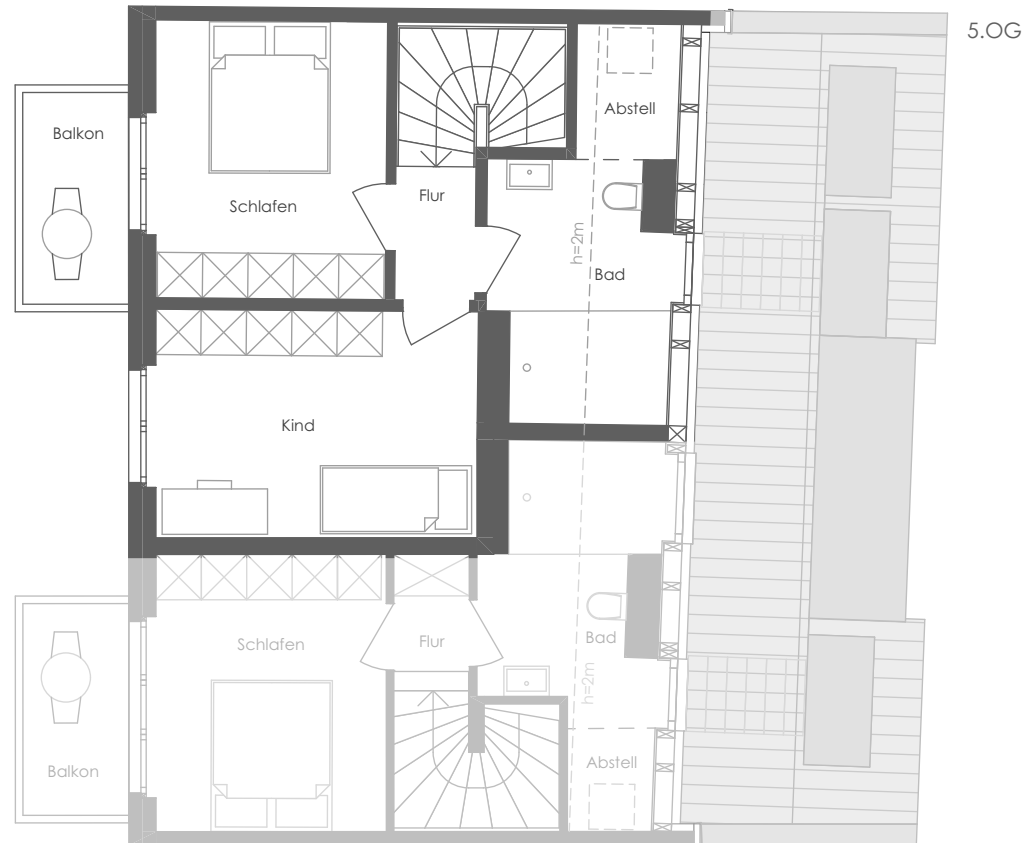 5.OG
Abstell
Balkon
Schlafen
Flur
h=2m
Bad
Kind
Schlafen
Flur
Bad
h=2m
Abstell
Balkon